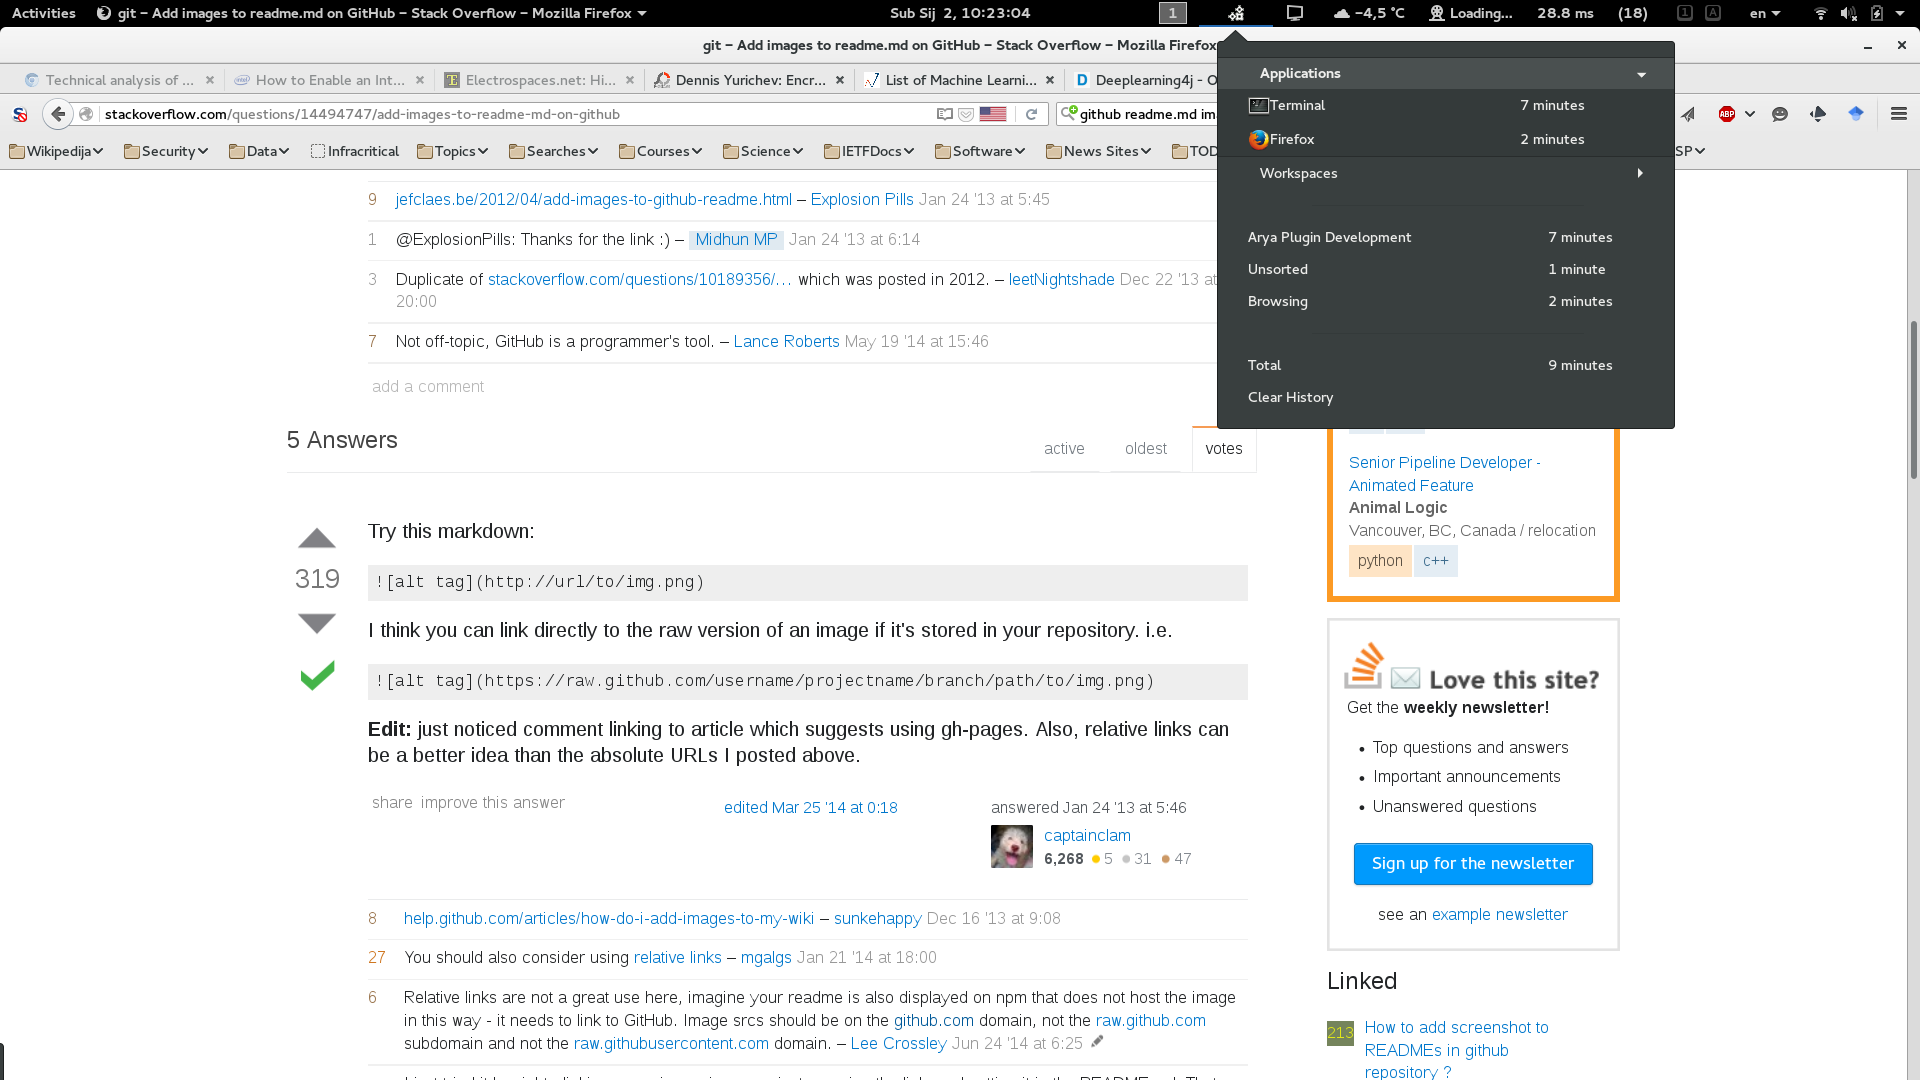 Activities
git – Add images to readme.md on GitHub – Stack Overflow – Mozilla Firefox
Sub Sij 2, 10:23:04
1
−4,5 °C
Loading...
28.8 ms
(18)
1
A
en
git – Add images to readme.md on GitHub – Stack Overflow – Mozilla Firefox
Technical analysis of ...
How to Enable an Int...
Electrospaces.net: Hi...
Dennis Yurichev: Encr...
List of Machine Learni...
Deeplearning4j - O
stackoverflow.com/questions/14494747/add-images-to-readme-md-on-github
github readme.md im
ABP
Wikipedija
Security
Data
Infracritical
Topics
Searches
Courses
Science
IETFDocs
Software
News Sites
TOD
SP
Applications
Terminal 7 minutes
Firefox 2 minutes
Workspaces
Arya Plugin Development 7 minutes
Unsorted 1 minute
Browsing 2 minutes
Total 9 minutes
Clear History
9 jefclaes.be/2012/04/add-images-to-github-readme.html – Explosion Pills Jan 24 '13 at 5:45
1 @ExplosionPills: Thanks for the link :) – Midhun MP Jan 24 '13 at 6:14
3 Duplicate of stackoverflow.com/questions/10189356/… which was posted in 2012. – leetNightshade Dec 22 '13 at
20:00
7 Not off-topic, GitHub is a programmer's tool. – Lance Roberts May 19 '14 at 15:46
add a comment
5 Answers
active
oldest
votes
319
Try this markdown:
![alt tag](http://url/to/img.png)
I think you can link directly to the raw version of an image if it's stored in your repository. i.e.
![alt tag](https://raw.github.com/username/projectname/branch/path/to/img.png)
Edit: just noticed comment linking to article which suggests using gh-pages. Also, relative links can
be a better idea than the absolute URLs I posted above.
share improve this answer
edited Mar 25 '14 at 0:18
answered Jan 24 '13 at 5:46
captainclam
6,268 5 31 47
8 help.github.com/articles/how-do-i-add-images-to-my-wiki – sunkehappy Dec 16 '13 at 9:08
27 You should also consider using relative links – mgalgs Jan 21 '14 at 18:00
6 Relative links are not a great use here, imagine your readme is also displayed on npm that does not host the image
in this way - it needs to link to GitHub. Image srcs should be on the github.com domain, not the raw.github.com
subdomain and not the raw.githubusercontent.com domain. – Lee Crossley Jun 24 '14 at 6:25
Senior Pipeline Developer -
Animated Feature
Animal Logic
Vancouver, BC, Canada / relocation
python c++
Love this site?
Get the weekly newsletter!
• Top questions and answers
• Important announcements
• Unanswered questions
Sign up for the newsletter
see an example newsletter
Linked
213 How to add screenshot to
READMEs in github
repository ?